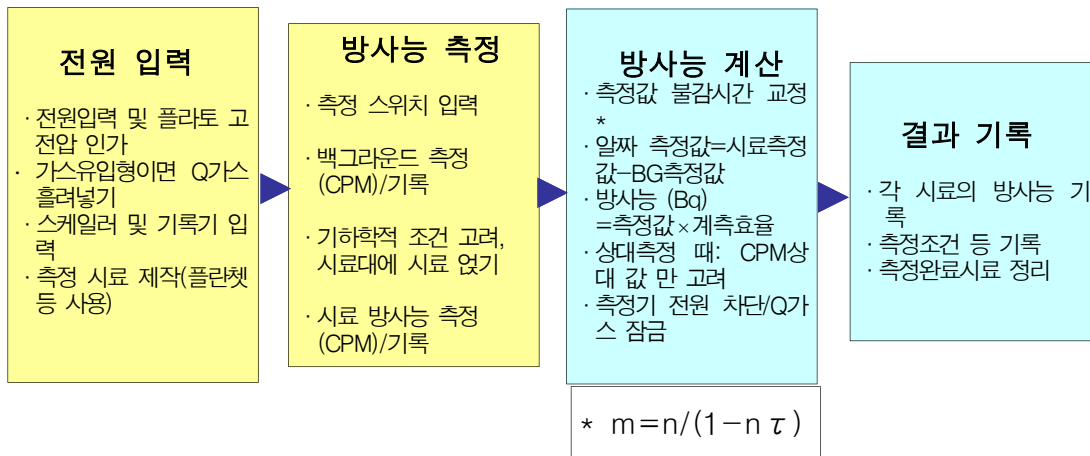 전원 입력
· 전원입력 및 플라토 고
전압 인가
· 가스유입형이면 Q가스
흘려넣기
· 스케일러 및 기록기 입
력
· 측정 시료 제작(플란쳇
등 사용)
방사능 측정
· 측정 스위치 입력
· 백그라운드 측정
(CPM)/기록
· 기하학적 조건 고려,
시료대에 시료 얹기
· 시료 방사능 측정
(CPM)/기록
방사능 계산
· 측정값 불감시간 교정
*
· 알짜 측정값=시료측정
값-BG측정값
· 방사능 (Bq)
=측정값×계측효율
· 상대측정 때: CPM상
대 값 만 고려
· 측정기 전원 차단/Q가
스 잠금
* m=n/(1-nτ)
결과 기록
· 각 시료의 방사능 기
록
· 측정조건 등 기록
· 측정완료시료 정리